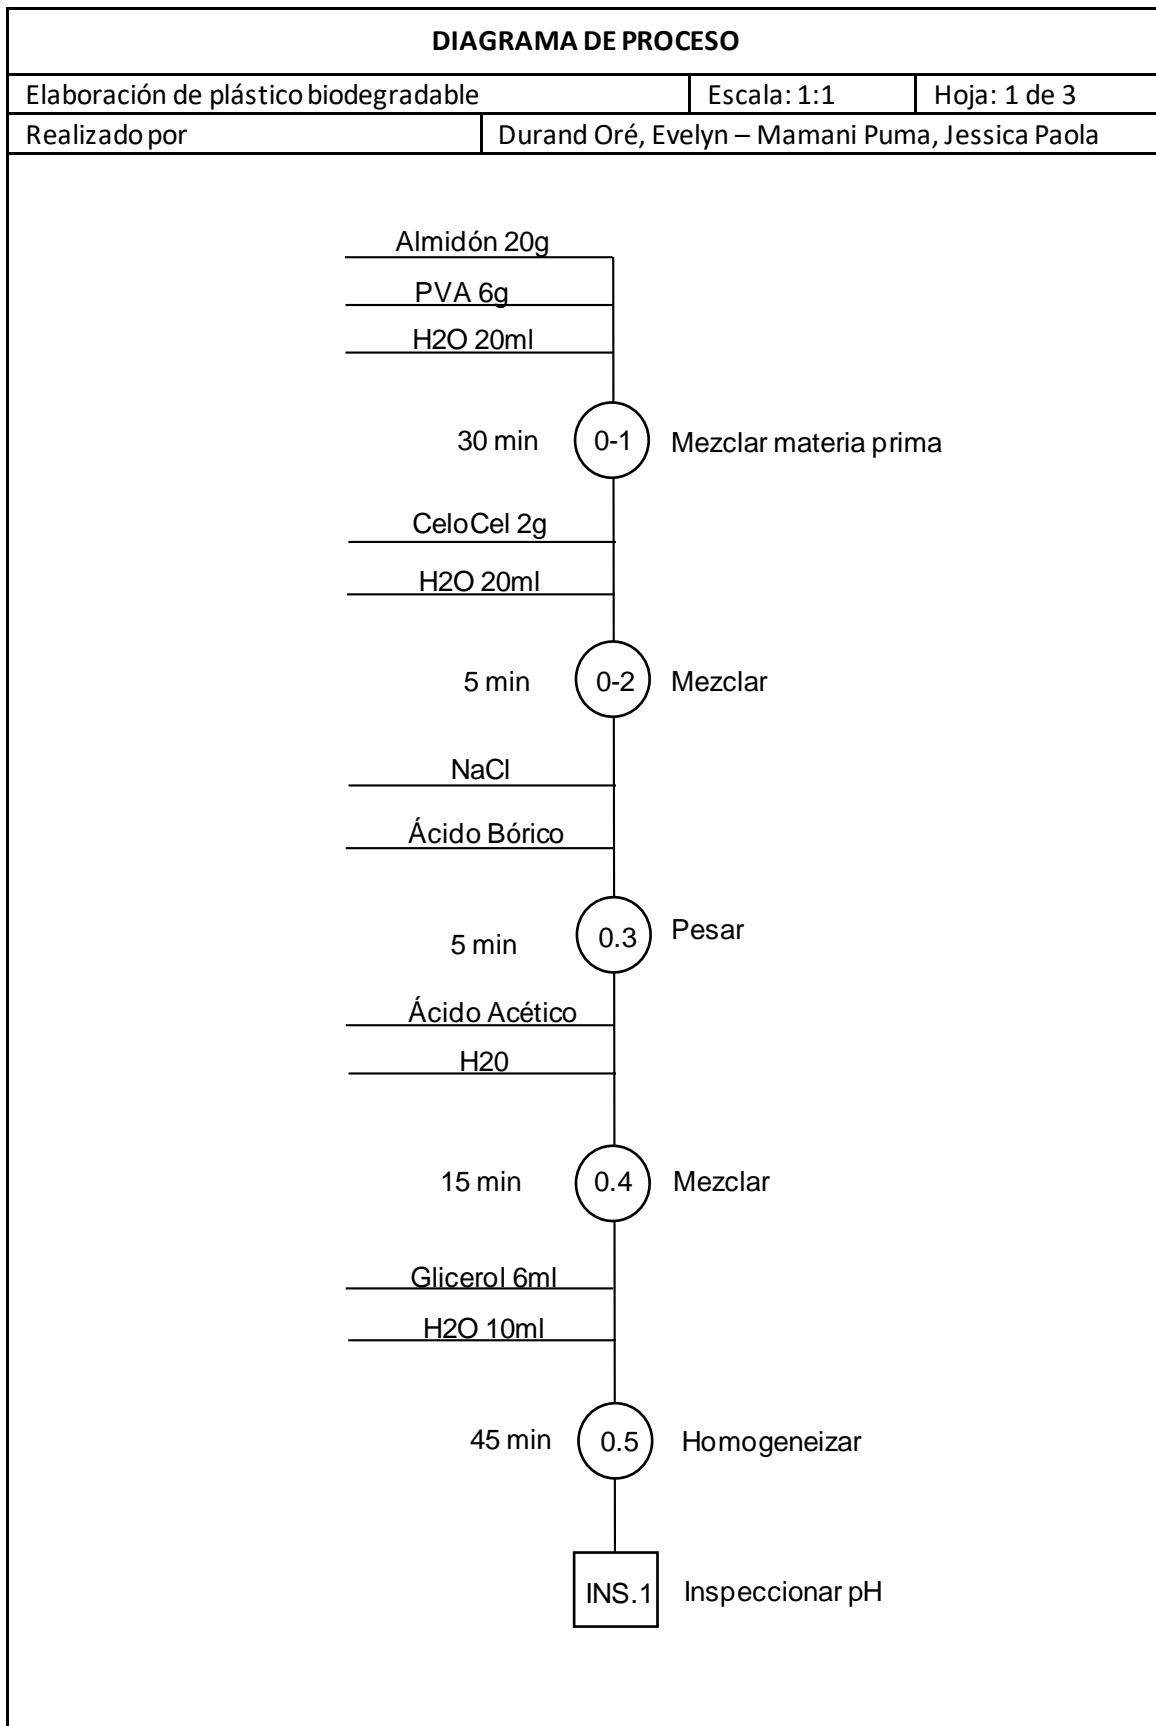 DIAGRAMA DE PROCESO
Elaboración de plástico biodegradable Escala: 1:1 Hoja: 1 de 3
Realizado por Durand Oré, Evelyn – Mamani Puma, Jessica Paola
Almidón 20g
PVA 6g
H2O 20ml
30 min 0-1 Mezclar materia prima
CeloCel 2g
H2O 20ml
5 min 0-2 Mezclar
NaCl
Ácido Bórico
5 min 0.3 Pesar
Ácido Acético
H20
15 min 0.4 Mezclar
Glicerol 6ml
H2O 10ml
45 min 0.5 Homogeneizar
INS.1 Inspeccionar pH